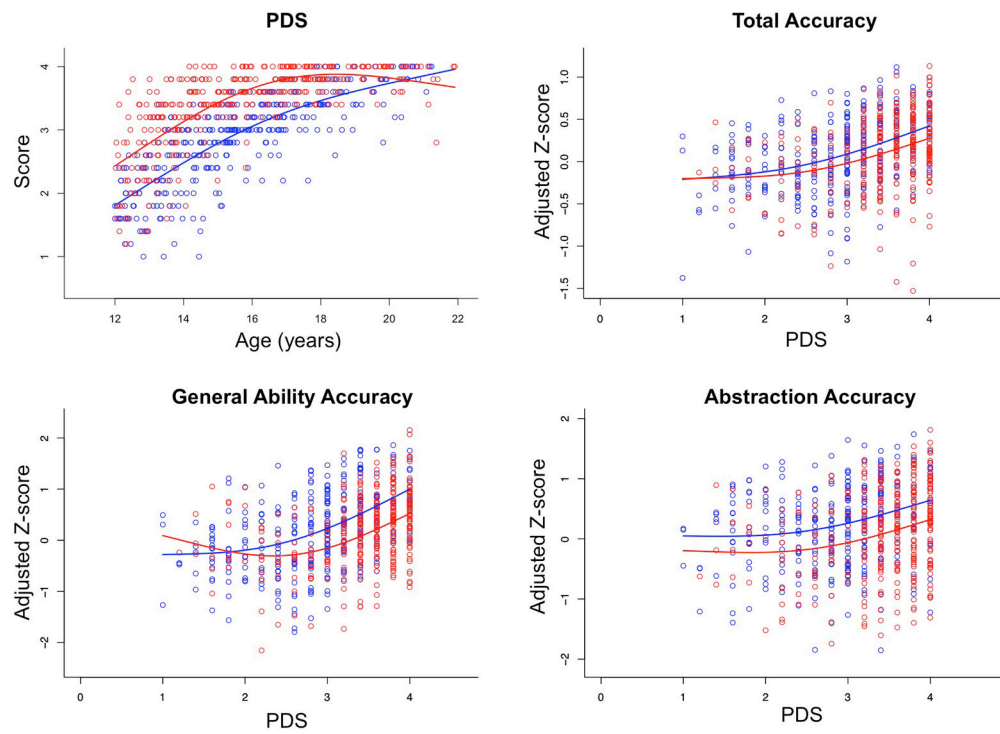 PDS
Score
4
3
2
1
12 14 16 18 20 22
Age (years)
Total Accuracy
Adjusted Z-score
1.0
0.5
0.0
−0.5
−1.0
−1.5
0 1 2 3 4
PDS
General Ability Accuracy
Adjusted Z-score
2
1
0
−1
−2
0 1 2 3 4
PDS
Abstraction Accuracy
Adjusted Z-score
2
1
0
−1
−2
0 1 2 3 4
PDS